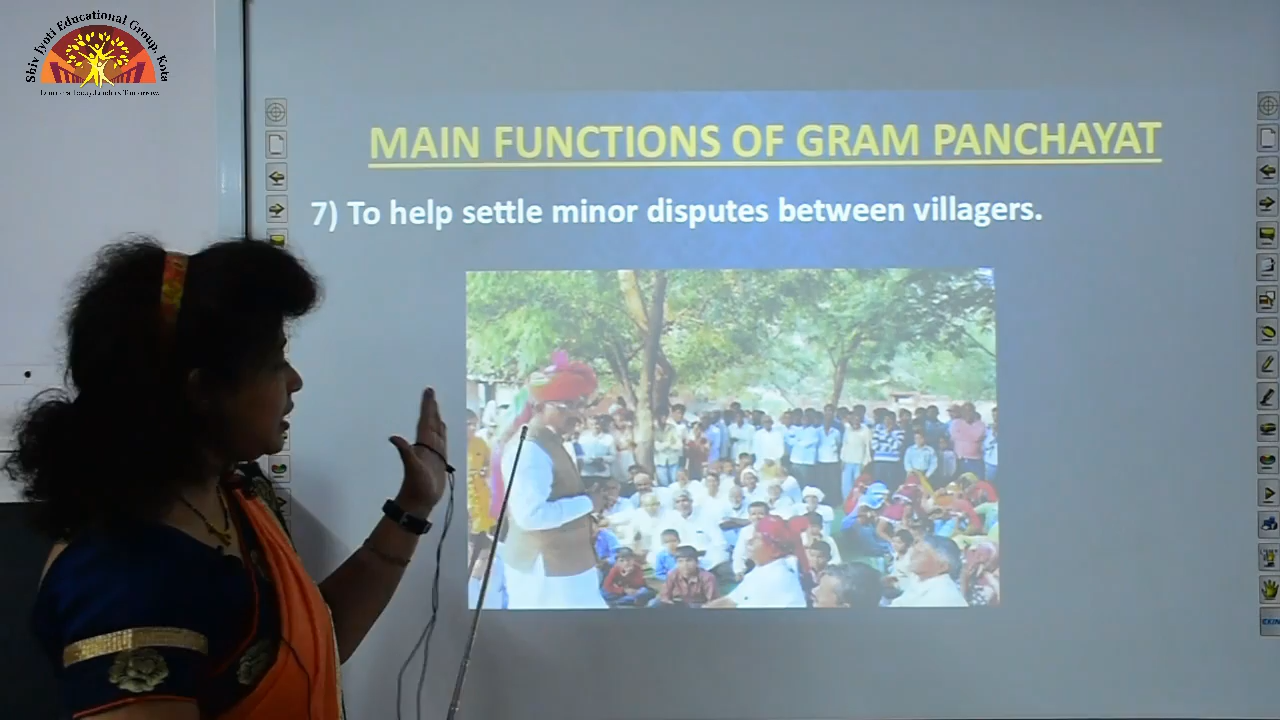 Shiv Jyoti Educational Group, Kota
MAIN FUNCTIONS OF GRAM PANCHAYAT
7) To help settle minor disputes between villagers.